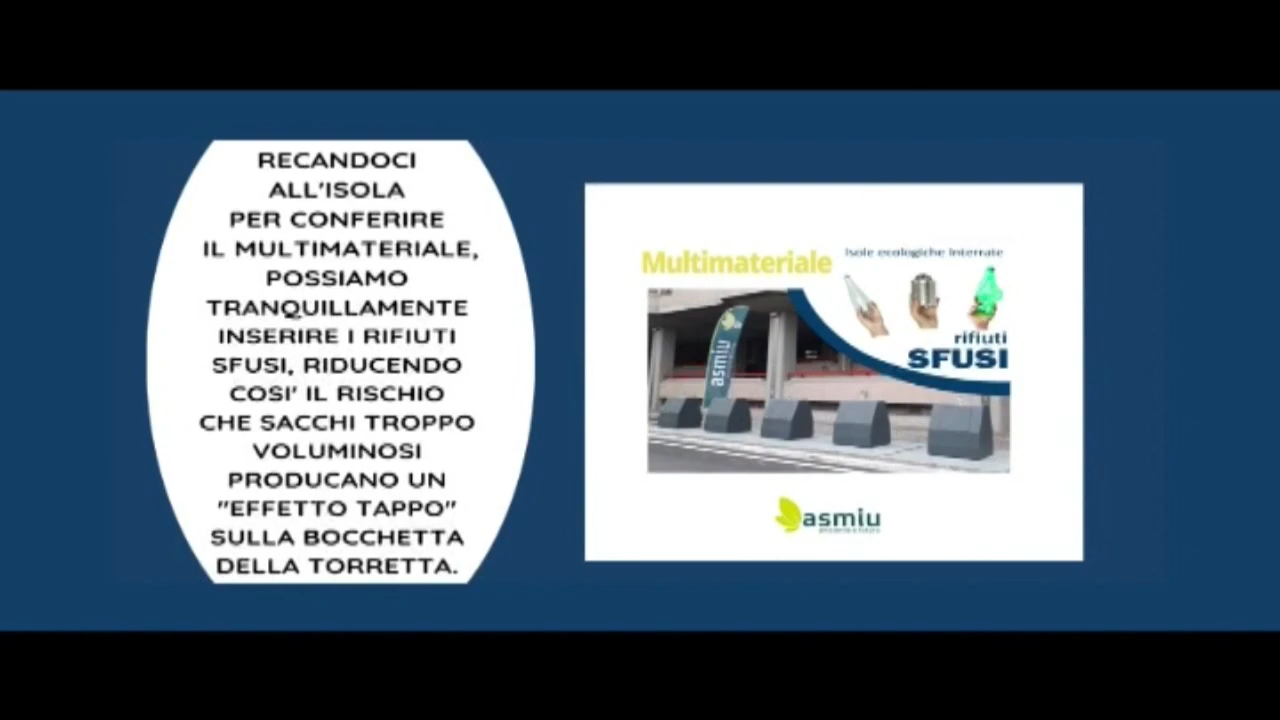 RECANDOCI
ALL'ISOLA
PER CONFERIRE
IL MULTIMATERIALE,
POSSIAMO
TRANQUILLAMENTE
INSERIRE I RIFIUTI
SFUSI, RIDUCENDO
COSI' IL RISCHIO
CHE SACCHI TROPPO
VOLUMINOSI
PRODUCANO UN
"EFFETTO TAPPO"
SULLA BOCCHETTA
DELLA TORRETTA.
Multimateriale
Isole ecologiche interrate
rifiuti
SFUSI
asmiu
asmiu